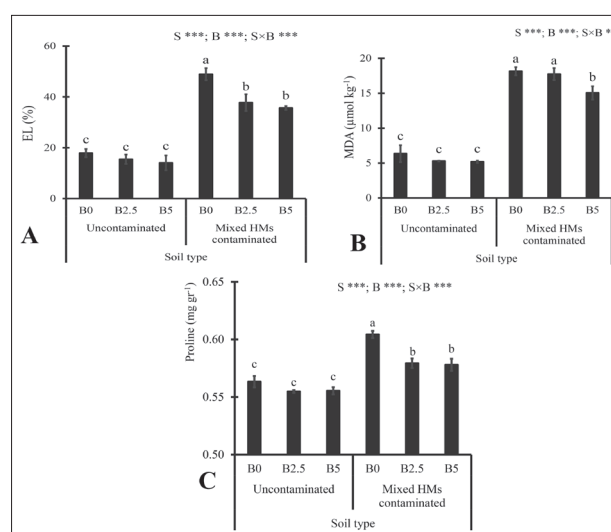 S ***; B ***; S×B ***
EL (%)
60
40
20
0
a
b
b
c
c
c
B0 B2.5 B5 B0 B2.5 B5
Uncontaminated Mixed HMs contaminated
Soil type
A
S ***; B ***; S×B *
MDA (µmol kg-1)
20
15
10
5
0
a
a
b
c
c
c
B0 B2.5 B5 B0 B2.5 B5
Uncontaminated Mixed HMs contaminated
Soil type
B
S ***; B ***; S×B ***
Proline (mg gr-1)
0.65
0.60
0.55
0.50
a
b
b
c
c
c
B0 B2.5 B5 B0 B2.5 B5
Uncontaminated Mixed HMs contaminated
Soil type
C